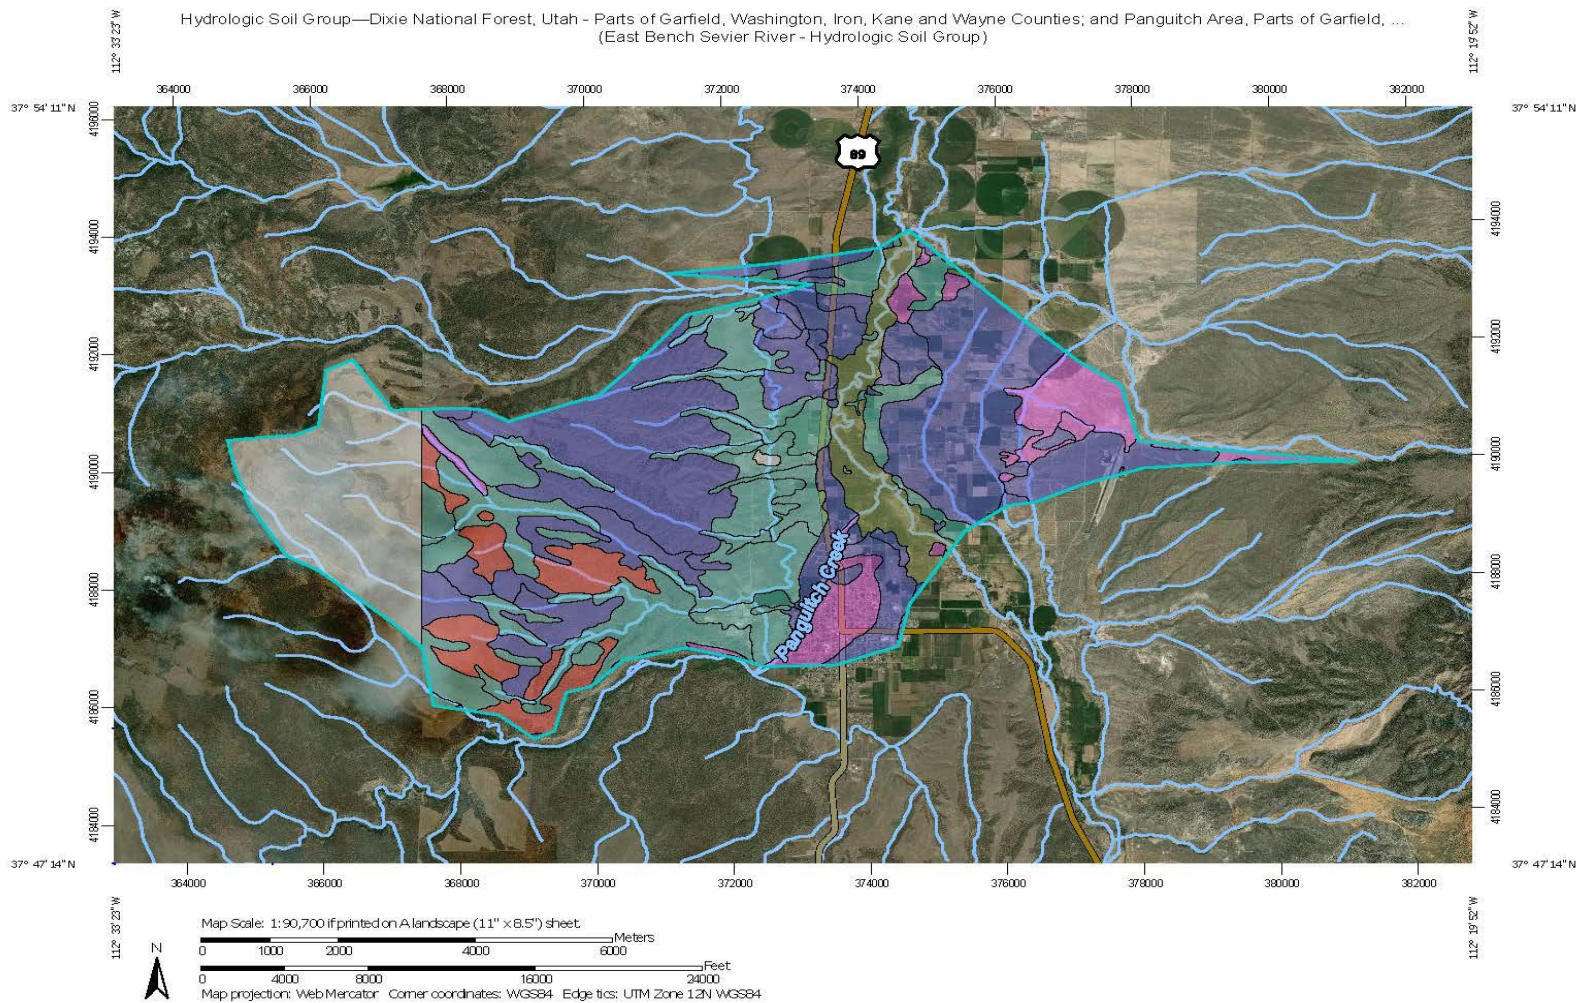 Hydrologic Soil Group—Dixie National Forest, Utah - Parts of Garfield, Washington, Iron, Kane and Wayne Counties; and Panguitch Area, Parts of Garfield, ...
(East Bench Sevier River - Hydrologic Soil Group)
112° 33' 23" W
112° 19' 52" W
364000 366000 368000 370000 372000 374000 376000 378000 380000 382000
37° 54' 11" N
37° 54' 11" N
4196000
89
4194000
4194000
4192000
4192000
4190000
4190000
4188000
4188000
Panguitch Creek
4186000
4186000
4184000
4184000
37° 47' 14" N
37° 47' 14" N
364000 366000 368000 370000 372000 374000 376000 378000 380000 382000
112° 33' 23" W
112° 19' 52" W
Map Scale: 1:90,700 if printed on A landscape (11" x 8.5") sheet.
Meters
0 1000 2000 4000 6000
N
Feet
0 4000 8000 16000 24000
Map projection: Web Mercator Corner coordinates: WGS84 Edge tics: UTM Zone 12N WGS84